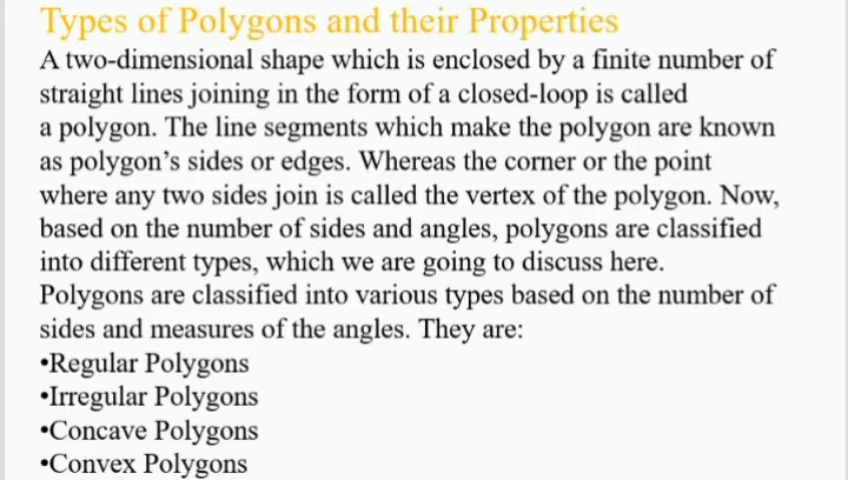 Types of Polygons and their Properties
A two-dimensional shape which is enclosed by a finite number of
straight lines joining in the form of a closed-loop is called
a polygon. The line segments which make the polygon are known
as polygon’s sides or edges. Whereas the corner or the point
where any two sides join is called the vertex of the polygon. Now,
based on the number of sides and angles, polygons are classified
into different types, which we are going to discuss here.
Polygons are classified into various types based on the number of
sides and measures of the angles. They are:
•Regular Polygons
•Irregular Polygons
•Concave Polygons
•Convex Polygons